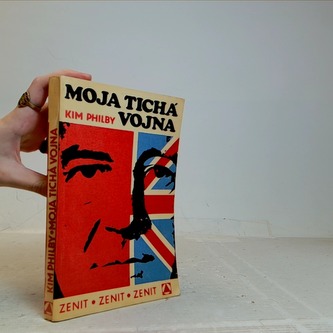 MOJA TICHÁ
KIM PHILBY VOJNA
ZENIT • ZENIT • ZENIT
KIM PHILBY • MOJA TICHÁ VOJNA